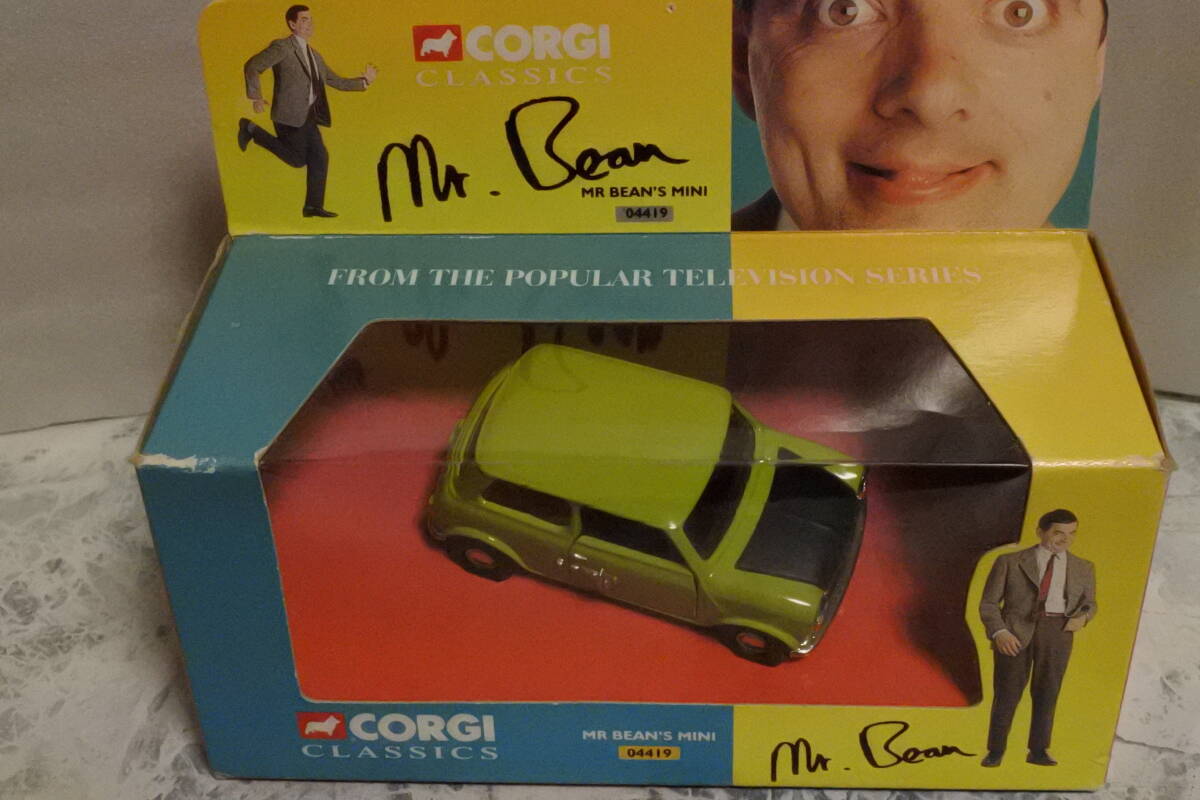 CORGI
CLASSICS
Mr. Bean
MR BEAN'S MINI
04419
FROM THE POPULAR TELEVISION SERIES
CORGI
CLASSICS
MR BEAN'S MINI
04419
Mr. Bean